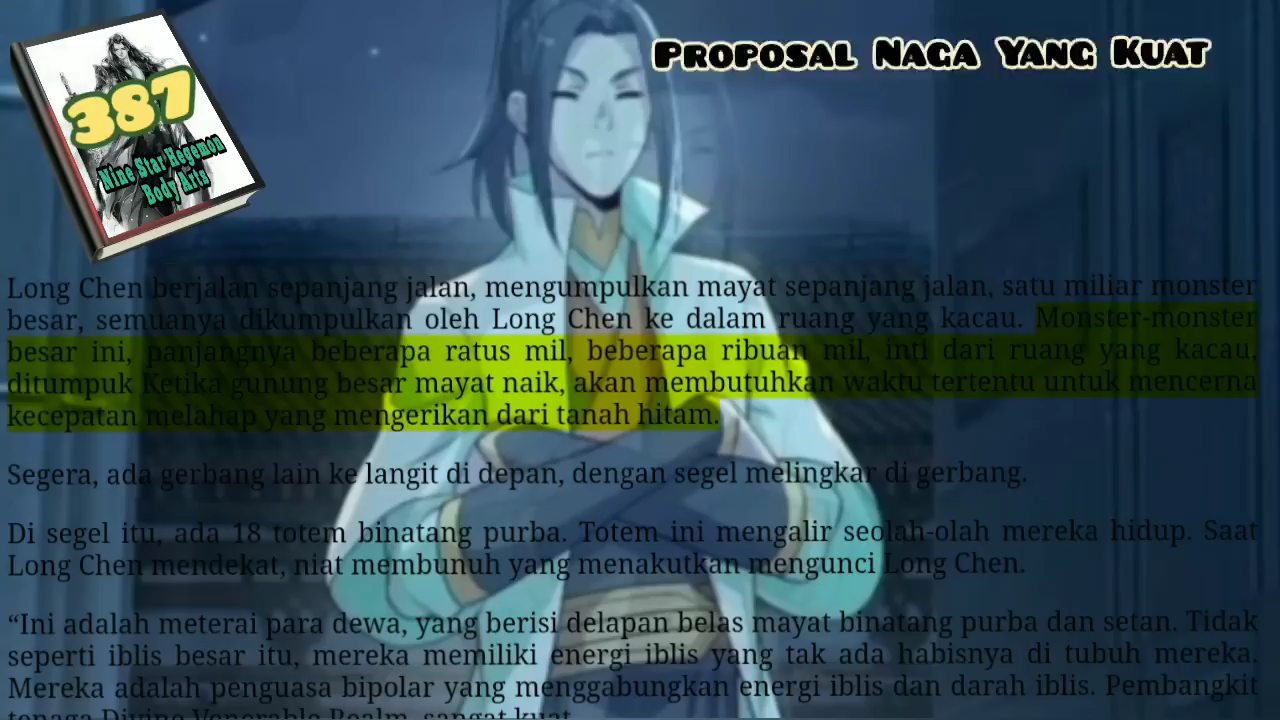 387
Nine Star Hegemon
Body Arts
Proposal Naga Yang Kuat
Long Chen berjalan sepanjang jalan, mengumpulkan mayat sepanjang jalan, satu miliar monster
besar, semuanya dikumpulkan oleh Long Chen ke dalam ruang yang kacau. Monster-monster
besar ini, panjangnya beberapa ratus mil, beberapa ribuan mil, inti dari ruang yang kacau,
ditumpuk Ketika gunung besar mayat naik, akan membutuhkan waktu tertentu untuk mencerna
kecepatan melahap yang mengerikan dari tanah hitam.
Segera, ada gerbang lain ke langit di depan, dengan segel melingkar di gerbang.
Di segel itu, ada 18 totem binatang purba. Totem ini mengalir seolah-olah mereka hidup. Saat
Long Chen mendekat, niat membunuh yang menakutkan mengunci Long Chen.
“Ini adalah meterai para dewa, yang berisi delapan belas mayat binatang purba dan setan. Tidak
seperti iblis besar itu, mereka memiliki energi iblis yang tak ada habisnya di tubuh mereka.
Mereka adalah penguasa bipolar yang menggabungkan energi iblis dan darah iblis. Pembangkit
tenaga Divine Venerable Realm, sangat kuat